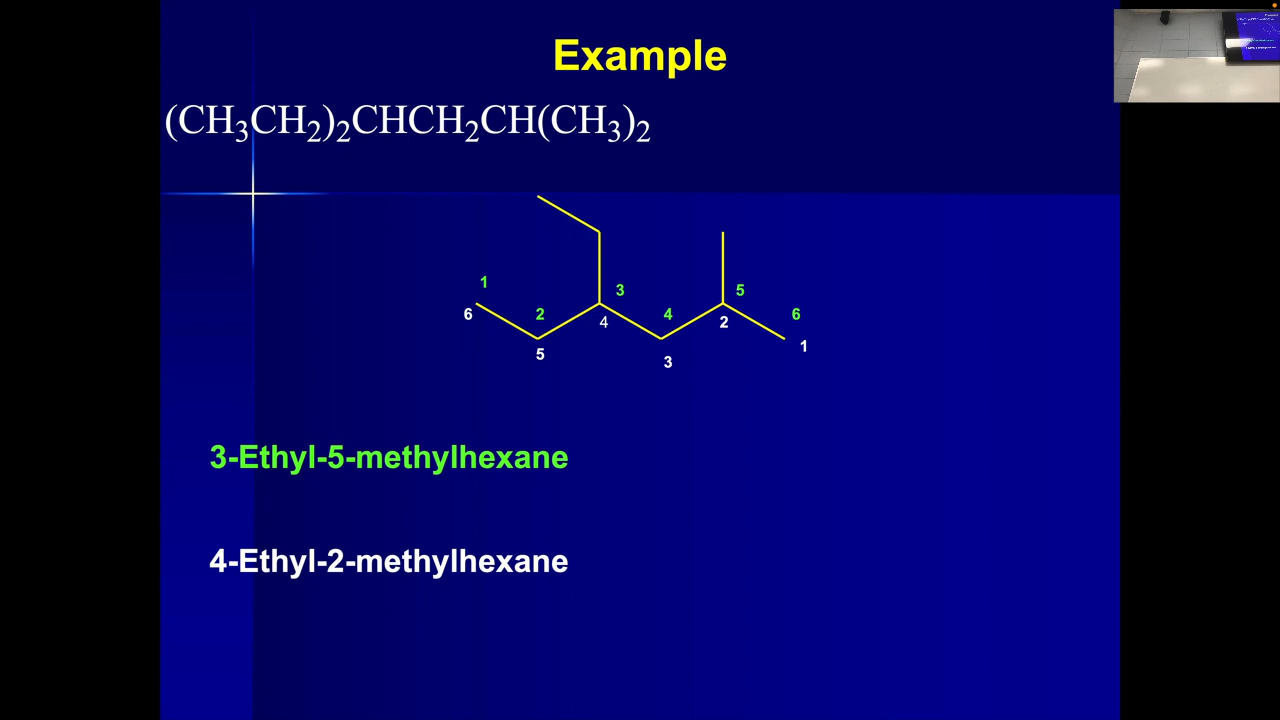 Example
(CH₃CH₂)₂CHCH₂CH(CH₃)₂
1 2 3 4 5 6
6 5 4 3 2 1
3-Ethyl-5-methylhexane
4-Ethyl-2-methylhexane